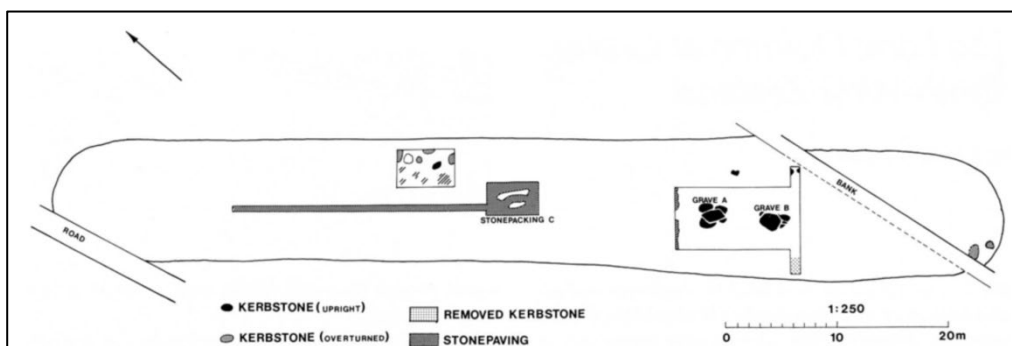 GRAVE A
GRAVE B
BANK
STONEPACKING C
ROAD
KERBSTONE (UPRIGHT)
KERBSTONE (OVERTURNED)
REMOVED KERBSTONE
STONEPAVING
1:250
0 10 20m